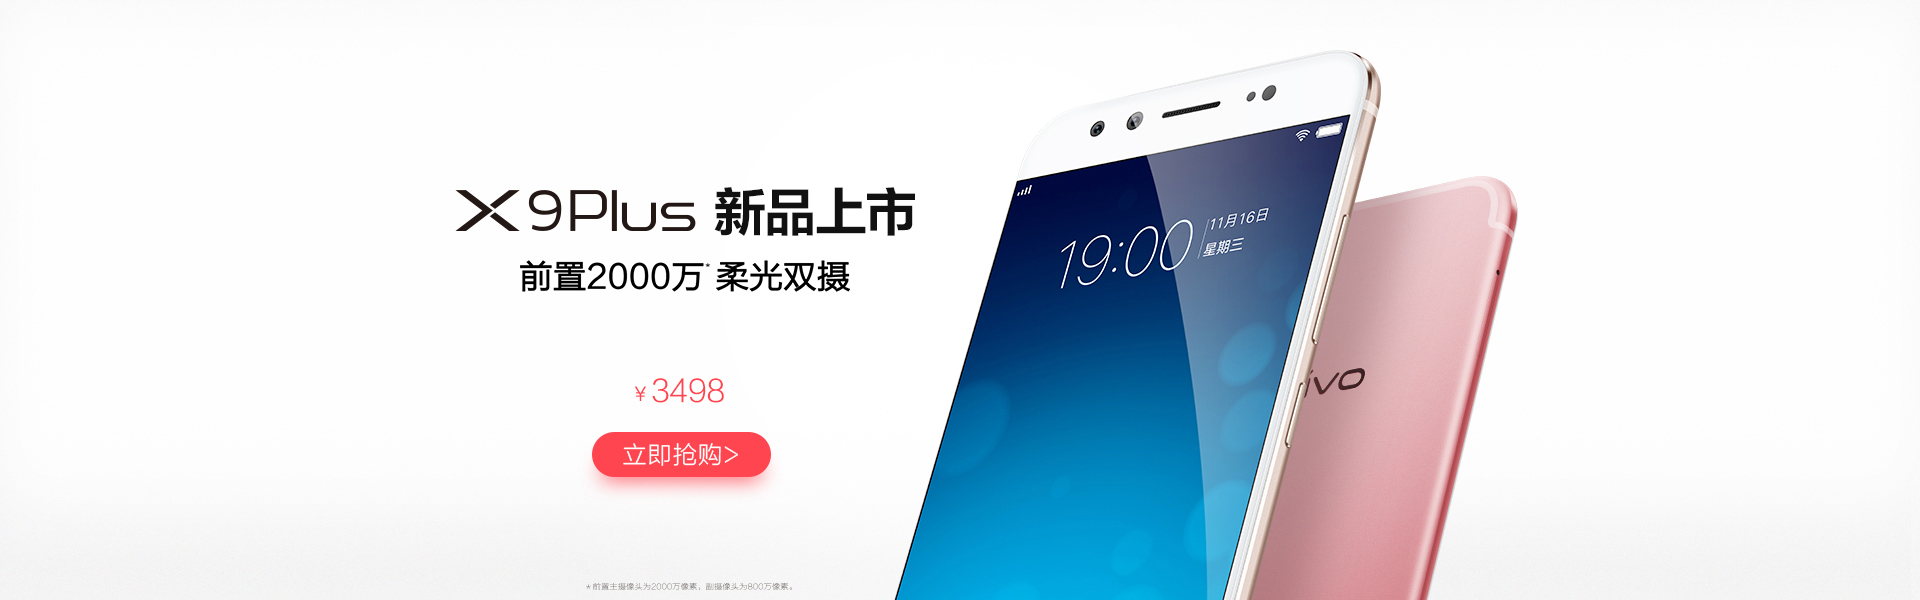 X9Plus 新品上市
前置2000万* 柔光双摄
¥3498
立即抢购>
*前置主摄像头为2000万像素，副摄像头为800万像素。
19:00
11月16日
星期三
ivo